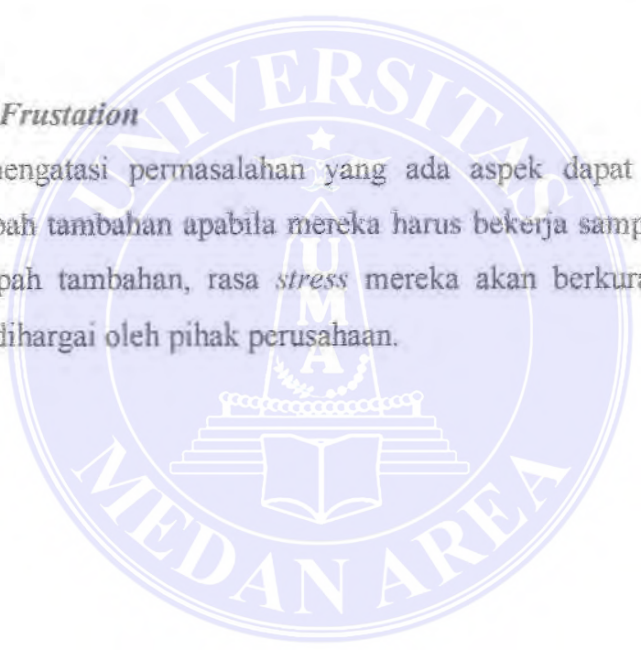 Frustation
mengatasi permasalahan yang ada aspek dapat
pah tambahan apabila mereka harus bekerja samp
pah tambahan, rasa stress mereka akan berkura
dihargai oleh pihak perusahaan.
UNIVERSITAS
UMA
MEDAN AREA